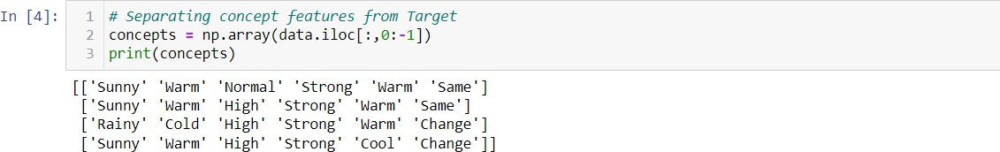 In [4]:
1 # Separating concept features from Target
2 concepts = np.array(data.iloc[:,0:-1])
3 print(concepts)
[['Sunny' 'Warm' 'Normal' 'Strong' 'Warm' 'Same']
['Sunny' 'Warm' 'High' 'Strong' 'Warm' 'Same']
['Rainy' 'Cold' 'High' 'Strong' 'Warm' 'Change']
['Sunny' 'Warm' 'High' 'Strong' 'Cool' 'Change']]